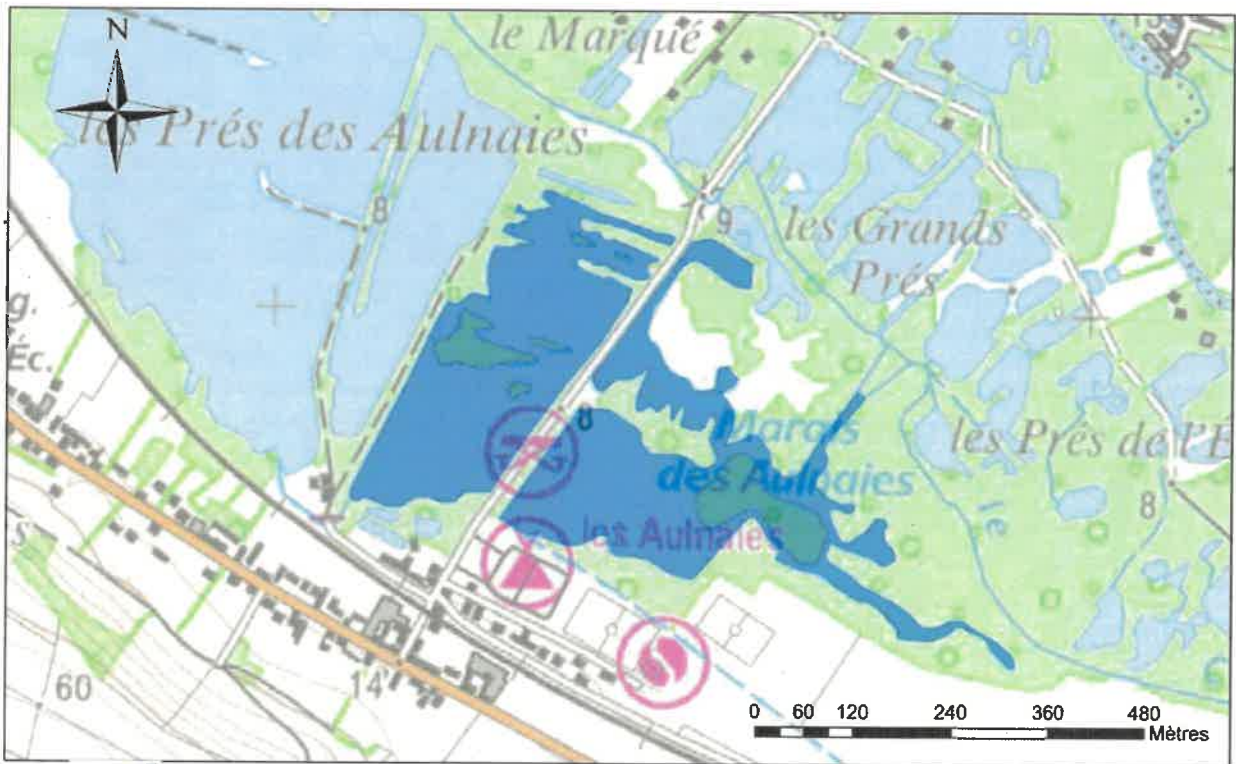 N
le Marqué
les Prés des Aulnaies
8
9
les Grands
Prés
g.
Éc.
8
Marais
des Aulnaies
les Prés de l'E
le
8
les Aulnaies
S
60
14
0 60 120 240 360 480
Mètres